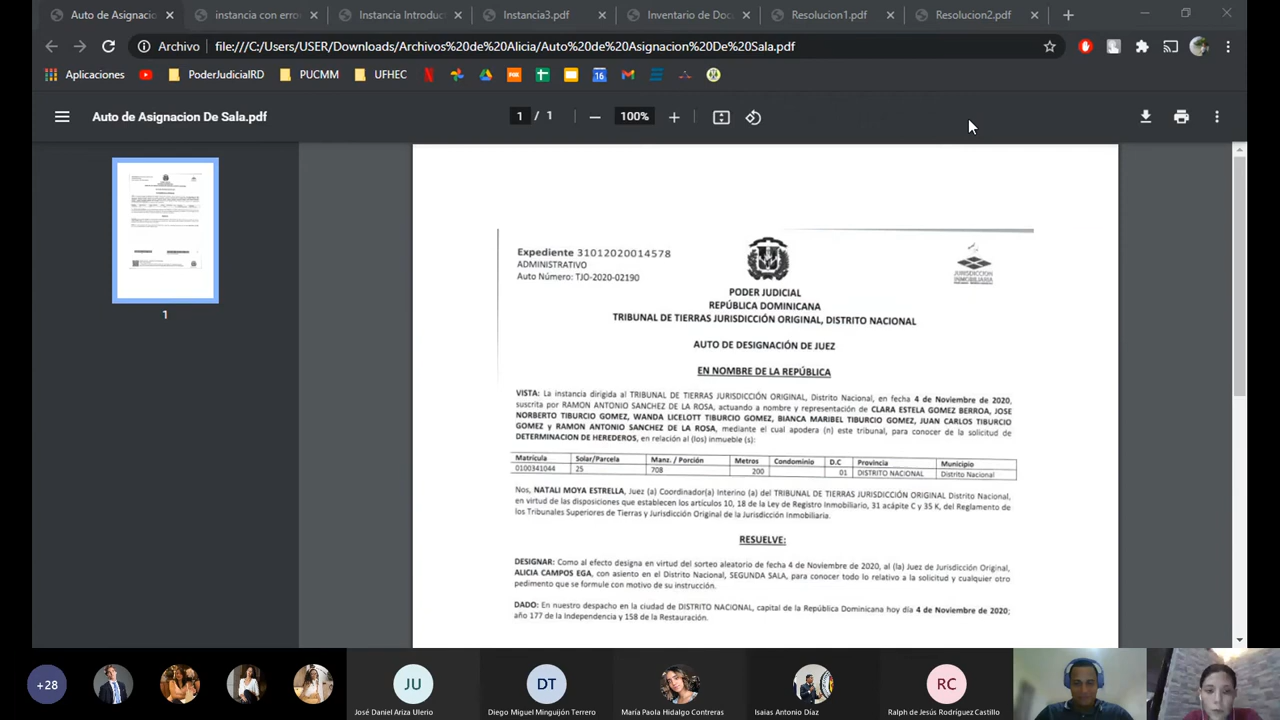 Auto de Asignacio
instancia con erro
Instancia Introduc
Instancia3.pdf
Inventario de Doc
Resolucion1.pdf
Resolucion2.pdf
Archivo
file:///C:/Users/USER/Downloads/Archivos%20de%20Alicia/Auto%20de%20Asignacion%20De%20Sala.pdf
Aplicaciones
PoderJudicialRD
PUCMM
UFHEC
16
Auto de Asignacion De Sala.pdf
1 / 1
100%
1
Expediente 31012020014578
ADMINISTRATIVO
Auto Número: TJO-2020-02190
JURISDICCION
INMOBILIARIA
PODER JUDICIAL
REPÚBLICA DOMINICANA
TRIBUNAL DE TIERRAS JURISDICCIÓN ORIGINAL, DISTRITO NACIONAL
AUTO DE DESIGNACIÓN DE JUEZ
EN NOMBRE DE LA REPÚBLICA
VISTA: La instancia dirigida al TRIBUNAL DE TIERRAS JURISDICCIÓN ORIGINAL, Distrito Nacional, en fecha 4 de Noviembre de 2020,
suscrita por RAMON ANTONIO SANCHEZ DE LA ROSA, actuando a nombre y representación de CLARA ESTELA GOMEZ BERROA, JOSE
NORBERTO TIBURCIO GOMEZ, WANDA LICELOTT TIBURCIO GOMEZ, BIANCA MARIBEL TIBURCIO GOMEZ, JUAN CARLOS TIBURCIO
GOMEZ y RAMON ANTONIO SANCHEZ DE LA ROSA, mediante el cual apodera (n) este tribunal, para conocer de la solicitud de
DETERMINACION DE HEREDEROS, en relación al (los) inmueble (s):
Matrícula Solar/Parcela Manz. / Porción Metros Condominio D.C Provincia Municipio
0100341044 25 708 200 01 DISTRITO NACIONAL Distrito Nacional
Nos, NATALI MOYA ESTRELLA, Juez (a) Coordinador(a) Interino (a) del TRIBUNAL DE TIERRAS JURISDICCIÓN ORIGINAL Distrito Nacional,
en virtud de las disposiciones que establecen los artículos 10, 18 de la Ley de Registro Inmobiliario, 31 acápite C y 35 K, del Reglamento de
los Tribunales Superiores de Tierras y Jurisdicción Original de la Jurisdicción Inmobiliaria.
RESUELVE:
DESIGNAR: Como al efecto designa en virtud del sorteo aleatorio de fecha 4 de Noviembre de 2020, al (la) Juez de Jurisdicción Original,
ALICIA CAMPOS EGA, con asiento en el Distrito Nacional, SEGUNDA SALA, para conocer todo lo relativo a la solicitud y cualquier otro
pedimento que se formule con motivo de su instrucción.
DADO: En nuestro despacho en la ciudad de DISTRITO NACIONAL, capital de la República Dominicana hoy día 4 de Noviembre de 2020;
año 177 de la Independencia y 158 de la Restauración.
+28
JU
José Daniel Ariza Ulerio
DT
Diego Miguel Minguijón Terrero
María Paola Hidalgo Contreras
Isaias Antonio Díaz
RC
Ralph de Jesús Rodríguez Castillo